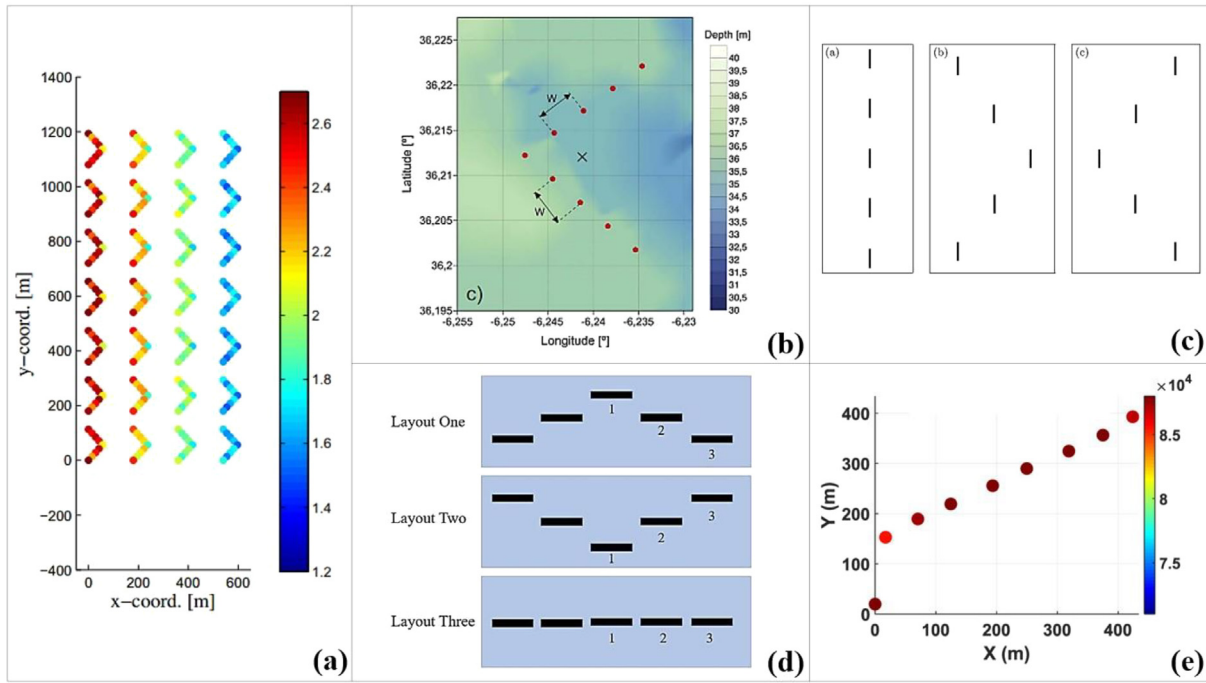 1400
1200
1000
800
600
400
200
0
−200
−400
0 200 400 600
x−coord. [m]
y−coord. [m]
2.6
2.4
2.2
2
1.8
1.6
1.4
1.2
(a)
36,225
36,22
36,215
36,21
36,205
36,2
36,195
-6,255 -6,25 -6,245 -6,24 -6,235 -6,23
Longitude [º]
Latitude [º]
W
W
c)
Depth [m]
40
39,5
39
38,5
38
37,5
37
36,5
36
35,5
35
34,5
34
33,5
33
32,5
32
31,5
31
30,5
30
(b)
(a) (b) (c)
(c)
Layout One
1
2
3
Layout Two
3
2
1
Layout Three
1 2 3
(d)
×10⁴
8.5
8
7.5
400
300
200
100
0
0 100 200 300 400
X (m)
Y (m)
(e)